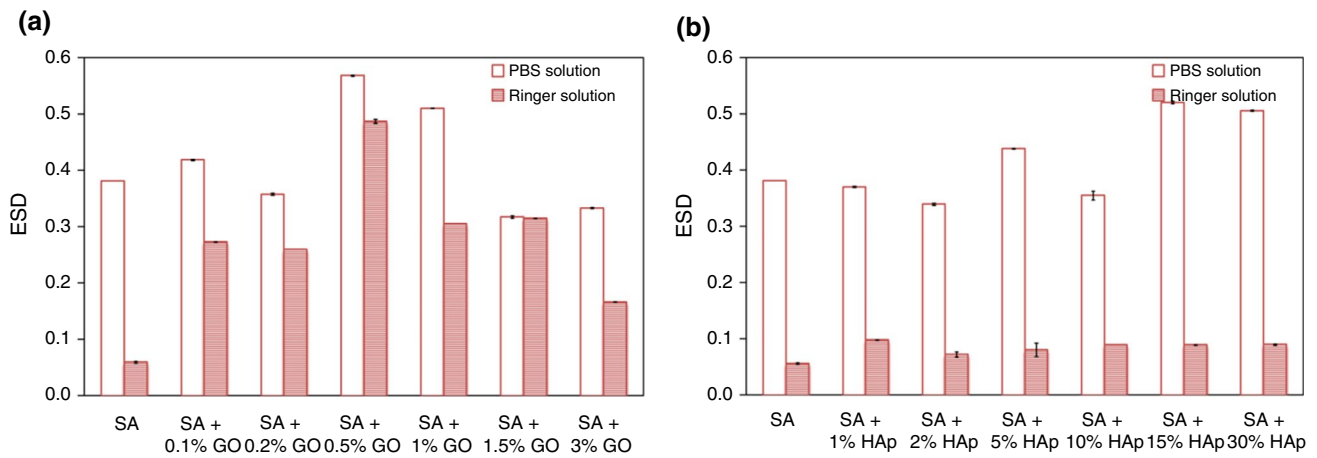 (a)
0.6
0.5
0.4
0.3
0.2
0.1
0.0
ESD
PBS solution
Ringer solution
SA SA + SA + SA + SA + SA + SA +
0.1% GO 0.2% GO 0.5% GO 1% GO 1.5% GO 3% GO
(b)
0.6
0.5
0.4
0.3
0.2
0.1
0.0
ESD
PBS solution
Ringer solution
SA SA + SA + SA + SA + SA + SA +
1% HAp 2% HAp 5% HAp 10% HAp 15% HAp 30% HAp